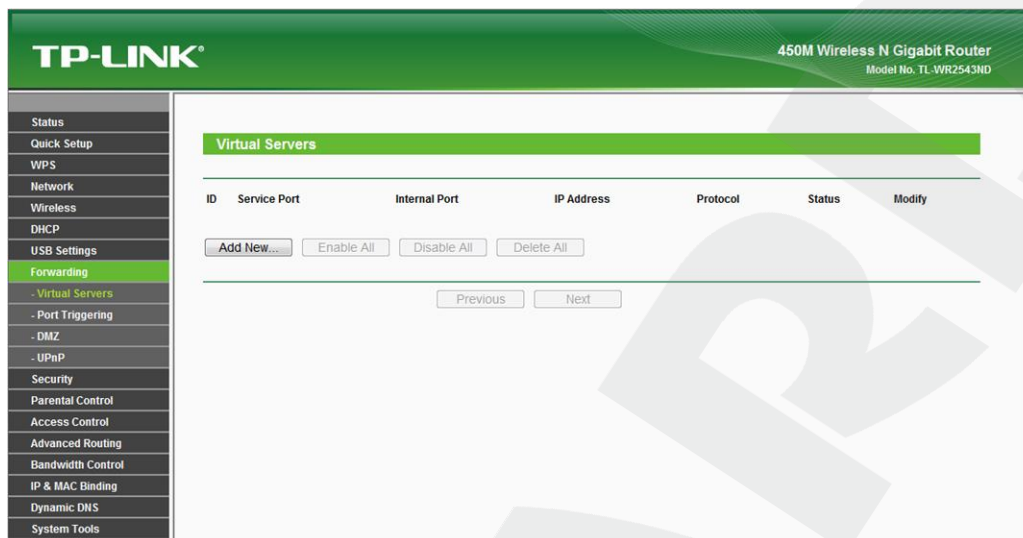 TP-LINK®
450M Wireless N Gigabit Router
Model No. TL-WR2543ND
Status
Quick Setup
WPS
Network
Wireless
DHCP
USB Settings
Forwarding
- Virtual Servers
- Port Triggering
- DMZ
- UPnP
Security
Parental Control
Access Control
Advanced Routing
Bandwidth Control
IP & MAC Binding
Dynamic DNS
System Tools
Virtual Servers
ID Service Port Internal Port IP Address Protocol Status Modify
Add New... Enable All Disable All Delete All
Previous Next